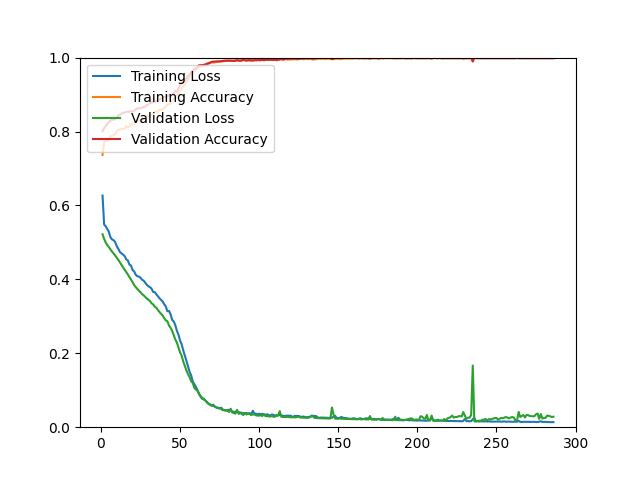 1.0
0.8
0.6
0.4
0.2
0.0
Training Loss
Training Accuracy
Validation Loss
Validation Accuracy
0 50 100 150 200 250 300